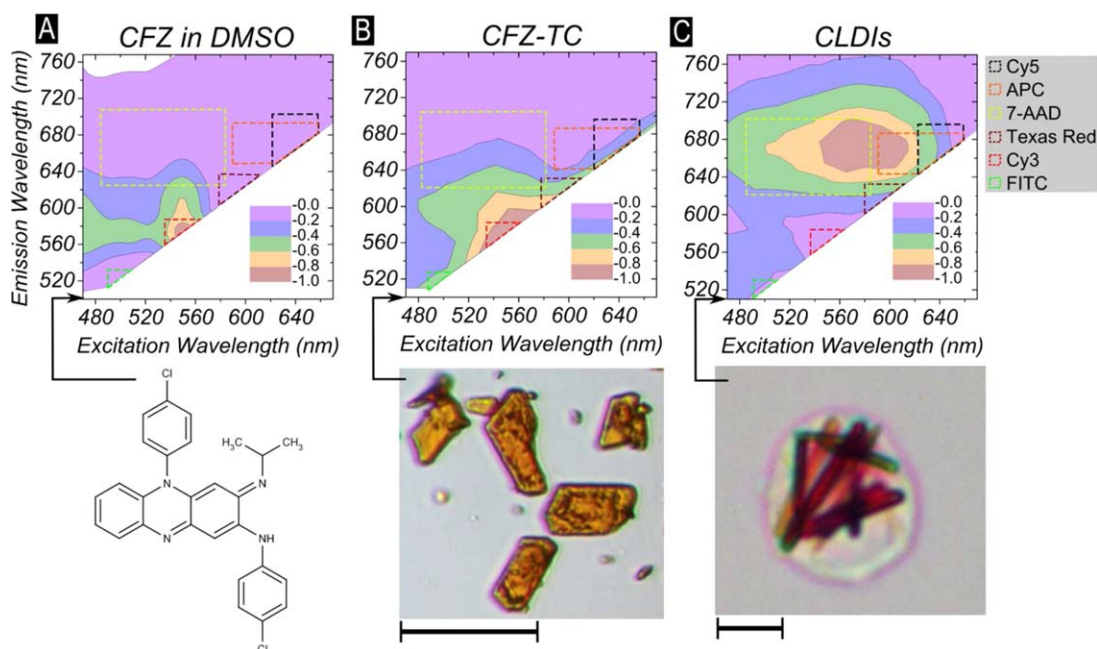 A CFZ in DMSO
B CFZ-TC
C CLDIs
Emission Wavelength (nm)
760
720
680
640
600
560
520
-0.0
-0.2
-0.4
-0.6
-0.8
-1.0
480 520 560 600 640
Excitation Wavelength (nm)
760
720
680
640
600
560
520
-0.0
-0.2
-0.4
-0.6
-0.8
-1.0
480 520 560 600 640
Excitation Wavelength (nm)
760
720
680
640
600
560
520
-0.0
-0.2
-0.4
-0.6
-0.8
-1.0
480 520 560 600 640
Excitation Wavelength (nm)
Cy5
APC
7-AAD
Texas Red
Cy3
FITC
Cl
H₃C
CH₃
N
N
N
NH
Cl